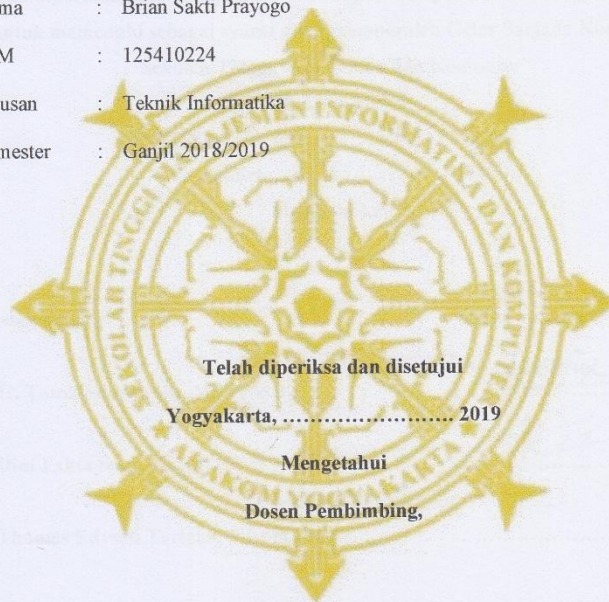 ma : Brian Sakti Prayogo
M : 125410224
usan : Teknik Informatika
mester : Ganjil 2018/2019
SEKOLAH TINGGI MANAJEMEN INFORMATIKA DAN KOMPUTER
AKAKOM YOGYAKARTA
Telah diperiksa dan disetujui
Yogyakarta, ......................... 2019
Mengetahui
Dosen Pembimbing,